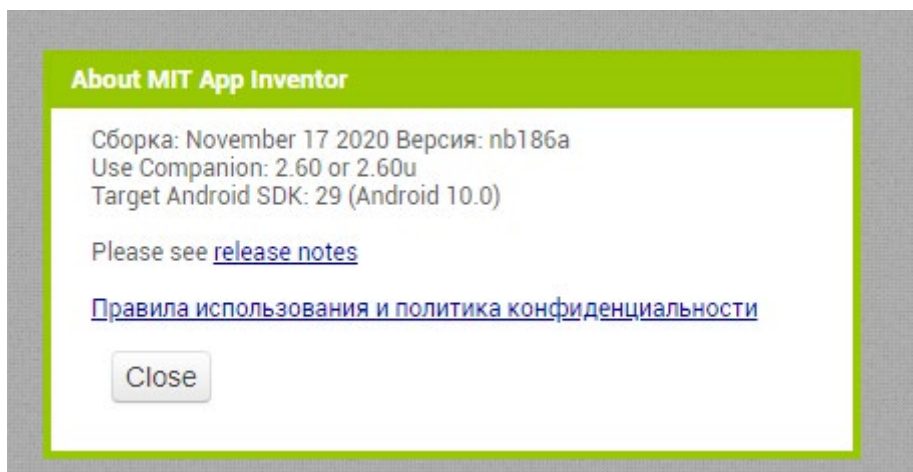 About MIT App Inventor
Сборка: November 17 2020 Версия: nb186a
Use Companion: 2.60 or 2.60u
Target Android SDK: 29 (Android 10.0)
Please see release notes
Правила использования и политика конфиденциальности
Close